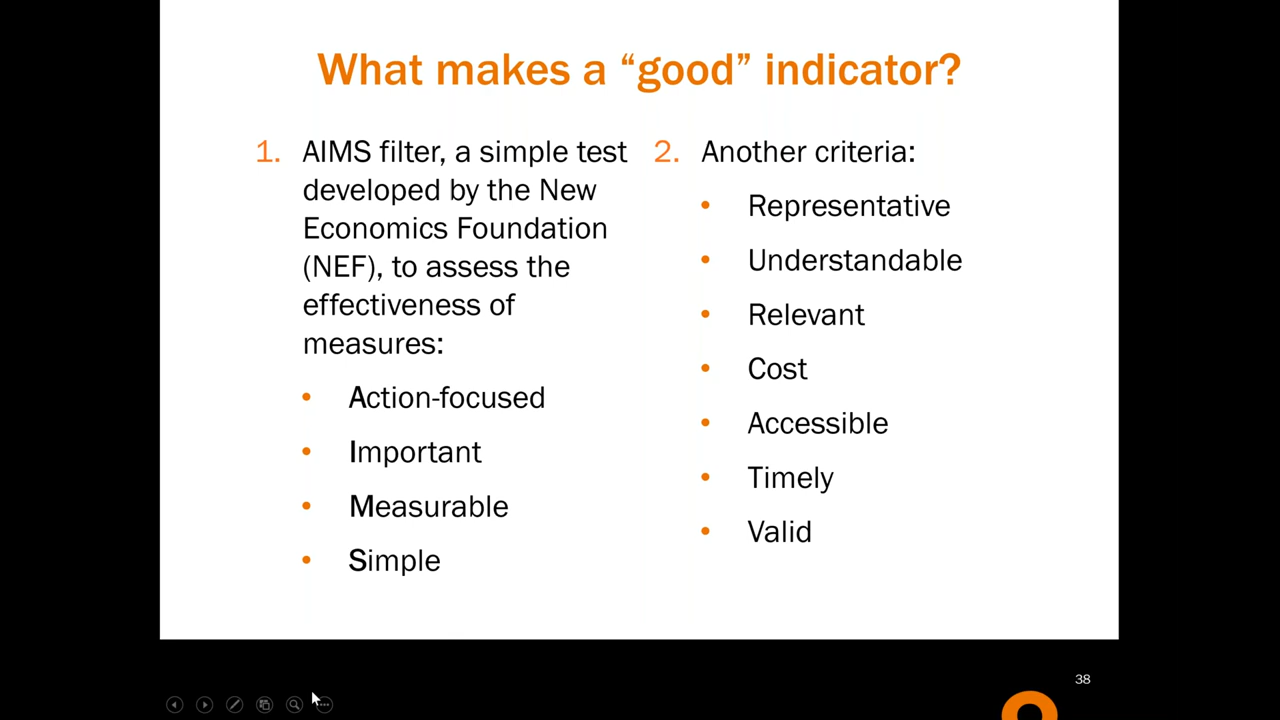 What makes a “good” indicator?
1. AIMS filter, a simple test
developed by the New
Economics Foundation
(NEF), to assess the
effectiveness of
measures:
• Action-focused
• Important
• Measurable
• Simple
2. Another criteria:
• Representative
• Understandable
• Relevant
• Cost
• Accessible
• Timely
• Valid
38